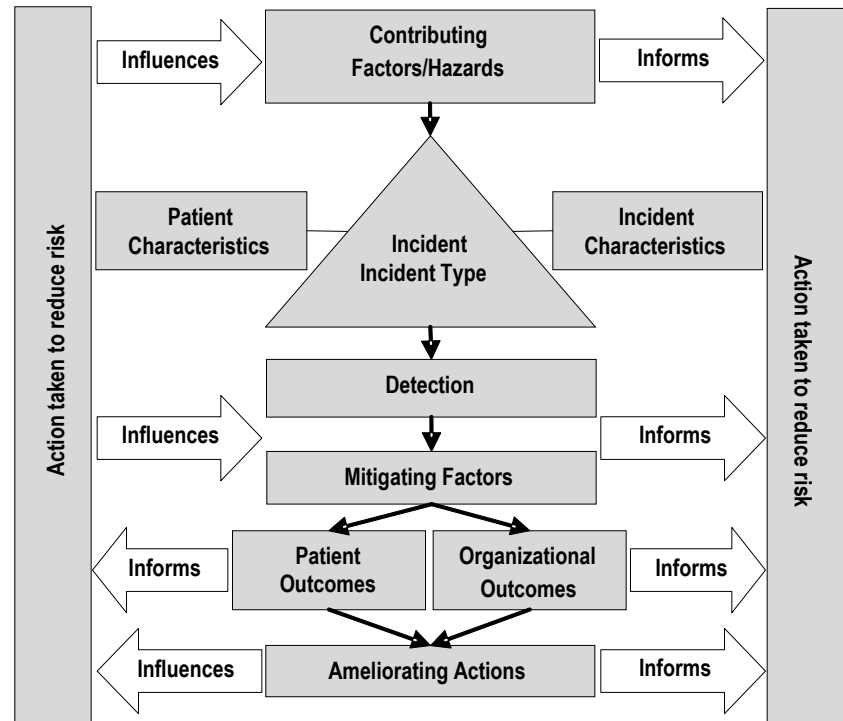 Contributing
Factors/Hazards
Influences
Informs
Patient
Characteristics
Incident
Characteristics
Incident
Incident Type
Action taken to reduce risk
Action taken to reduce risk
Detection
Influences
Informs
Mitigating Factors
Informs
Patient
Outcomes
Organizational
Outcomes
Informs
Influences
Ameliorating Actions
Informs